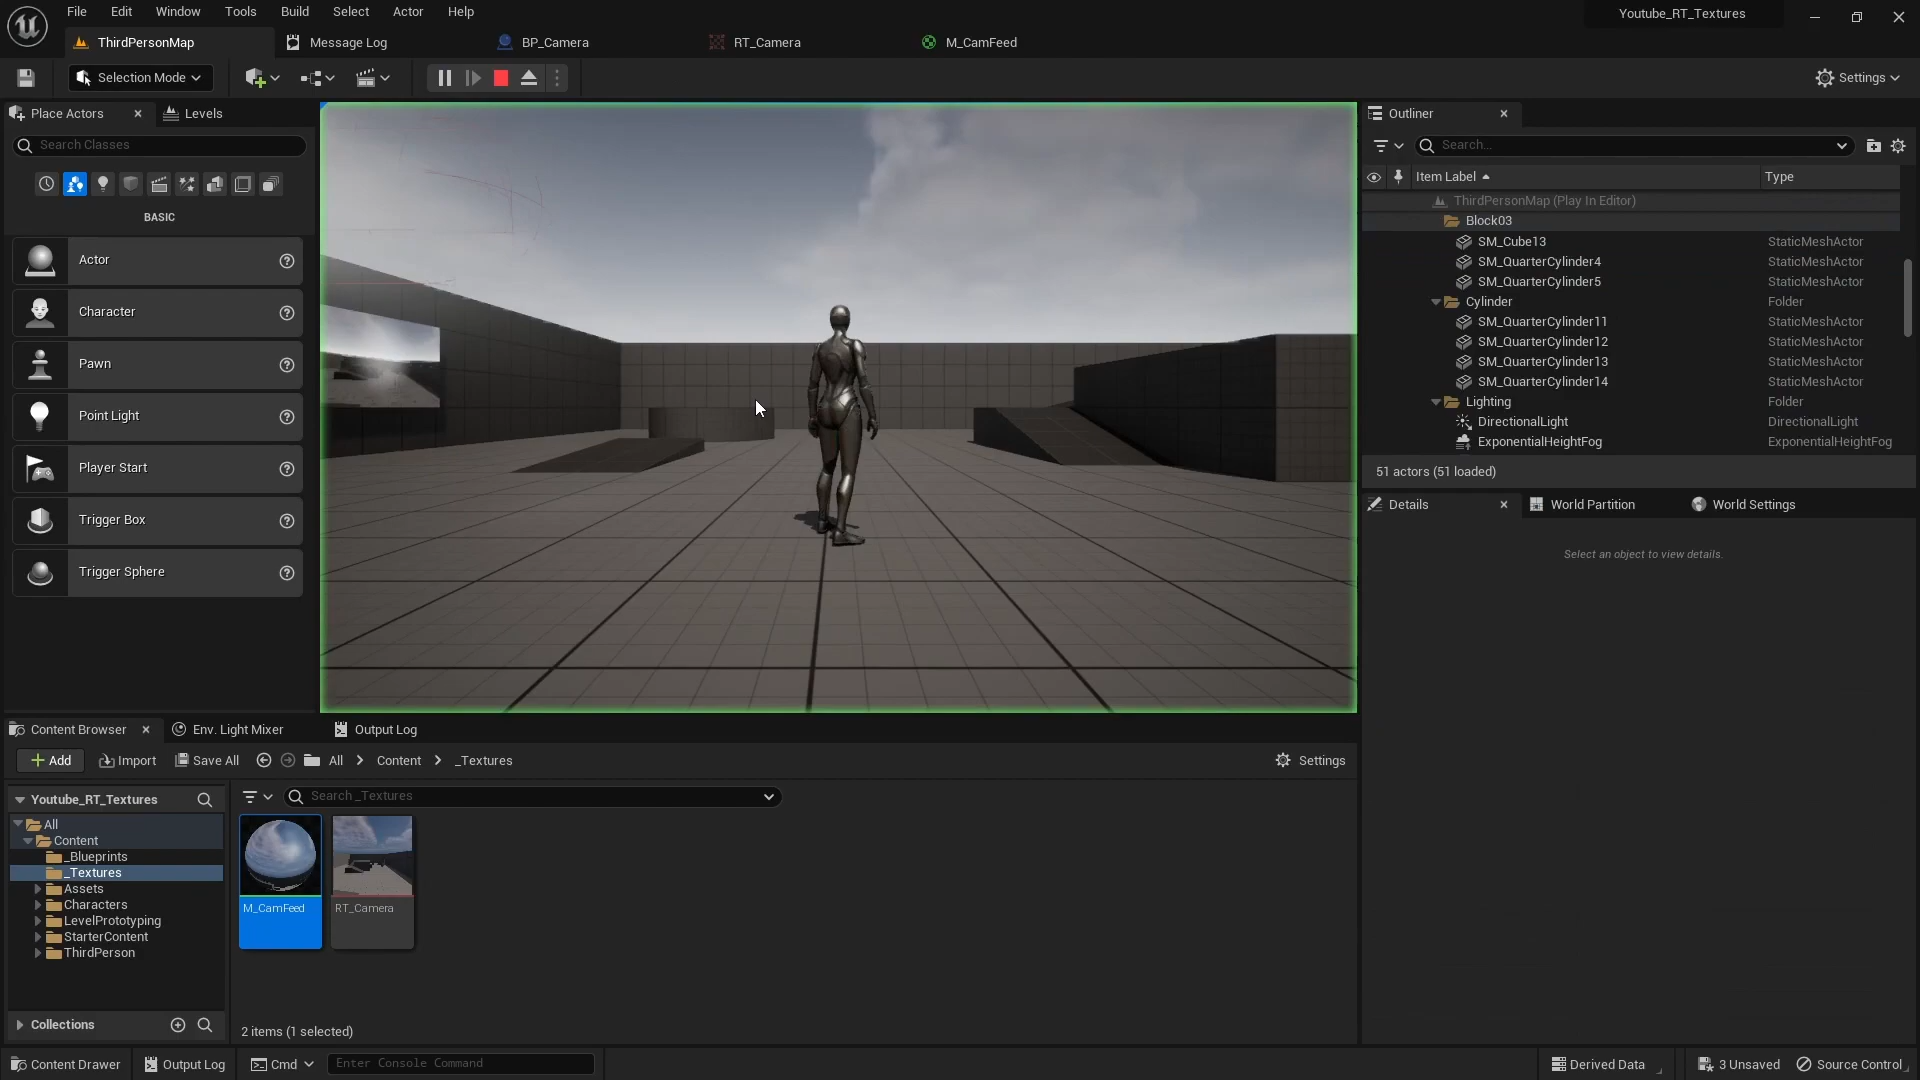 File Edit Window Tools Build Select Actor Help
Youtube_RT_Textures
ThirdPersonMap Message Log BP_Camera RT_Camera M_CamFeed
Selection Mode
Settings
Place Actors Levels
Search Classes
BASIC
Actor
Character
Pawn
Point Light
Player Start
Trigger Box
Trigger Sphere
Outliner
Search...
Item Label Type
ThirdPersonMap (Play In Editor)
Block03
SM_Cube13 StaticMeshActor
SM_QuarterCylinder4 StaticMeshActor
SM_QuarterCylinder5 StaticMeshActor
Cylinder Folder
SM_QuarterCylinder11 StaticMeshActor
SM_QuarterCylinder12 StaticMeshActor
SM_QuarterCylinder13 StaticMeshActor
SM_QuarterCylinder14 StaticMeshActor
Lighting Folder
DirectionalLight DirectionalLight
ExponentialHeightFog ExponentialHeightFog
51 actors (51 loaded)
Details World Partition World Settings
Select an object to view details.
Content Browser Env. Light Mixer Output Log
Add Import Save All All Content _Textures
Settings
Youtube_RT_Textures
All
Content
_Blueprints
_Textures
Assets
Characters
LevelPrototyping
StarterContent
ThirdPerson
Collections
Search _Textures
M_CamFeed RT_Camera
2 items (1 selected)
Content Drawer Output Log Cmd Enter Console Command
Derived Data 3 Unsaved Source Control